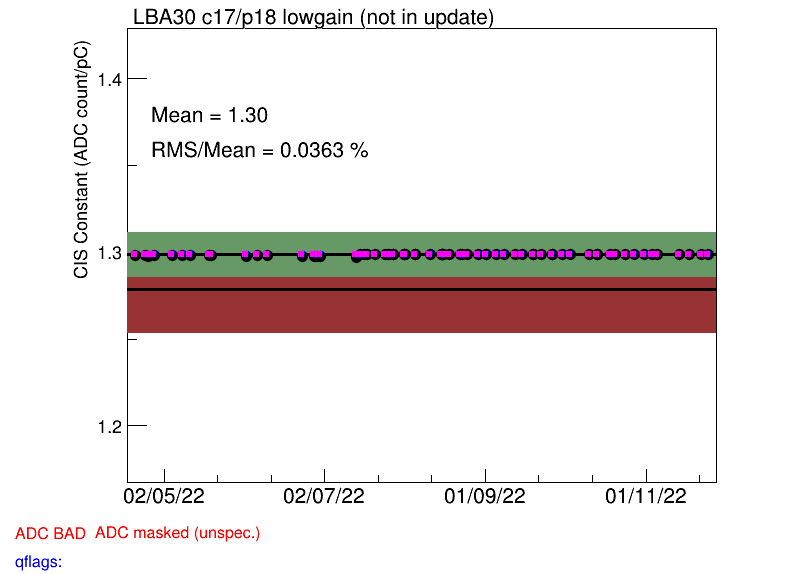 LBA30 c17/p18 lowgain (not in update)
CIS Constant (ADC count/pC)
1.4
Mean = 1.30
RMS/Mean = 0.0363 %
1.3
1.2
02/05/22 02/07/22 01/09/22 01/11/22
ADC BAD ADC masked (unspec.)
qflags: